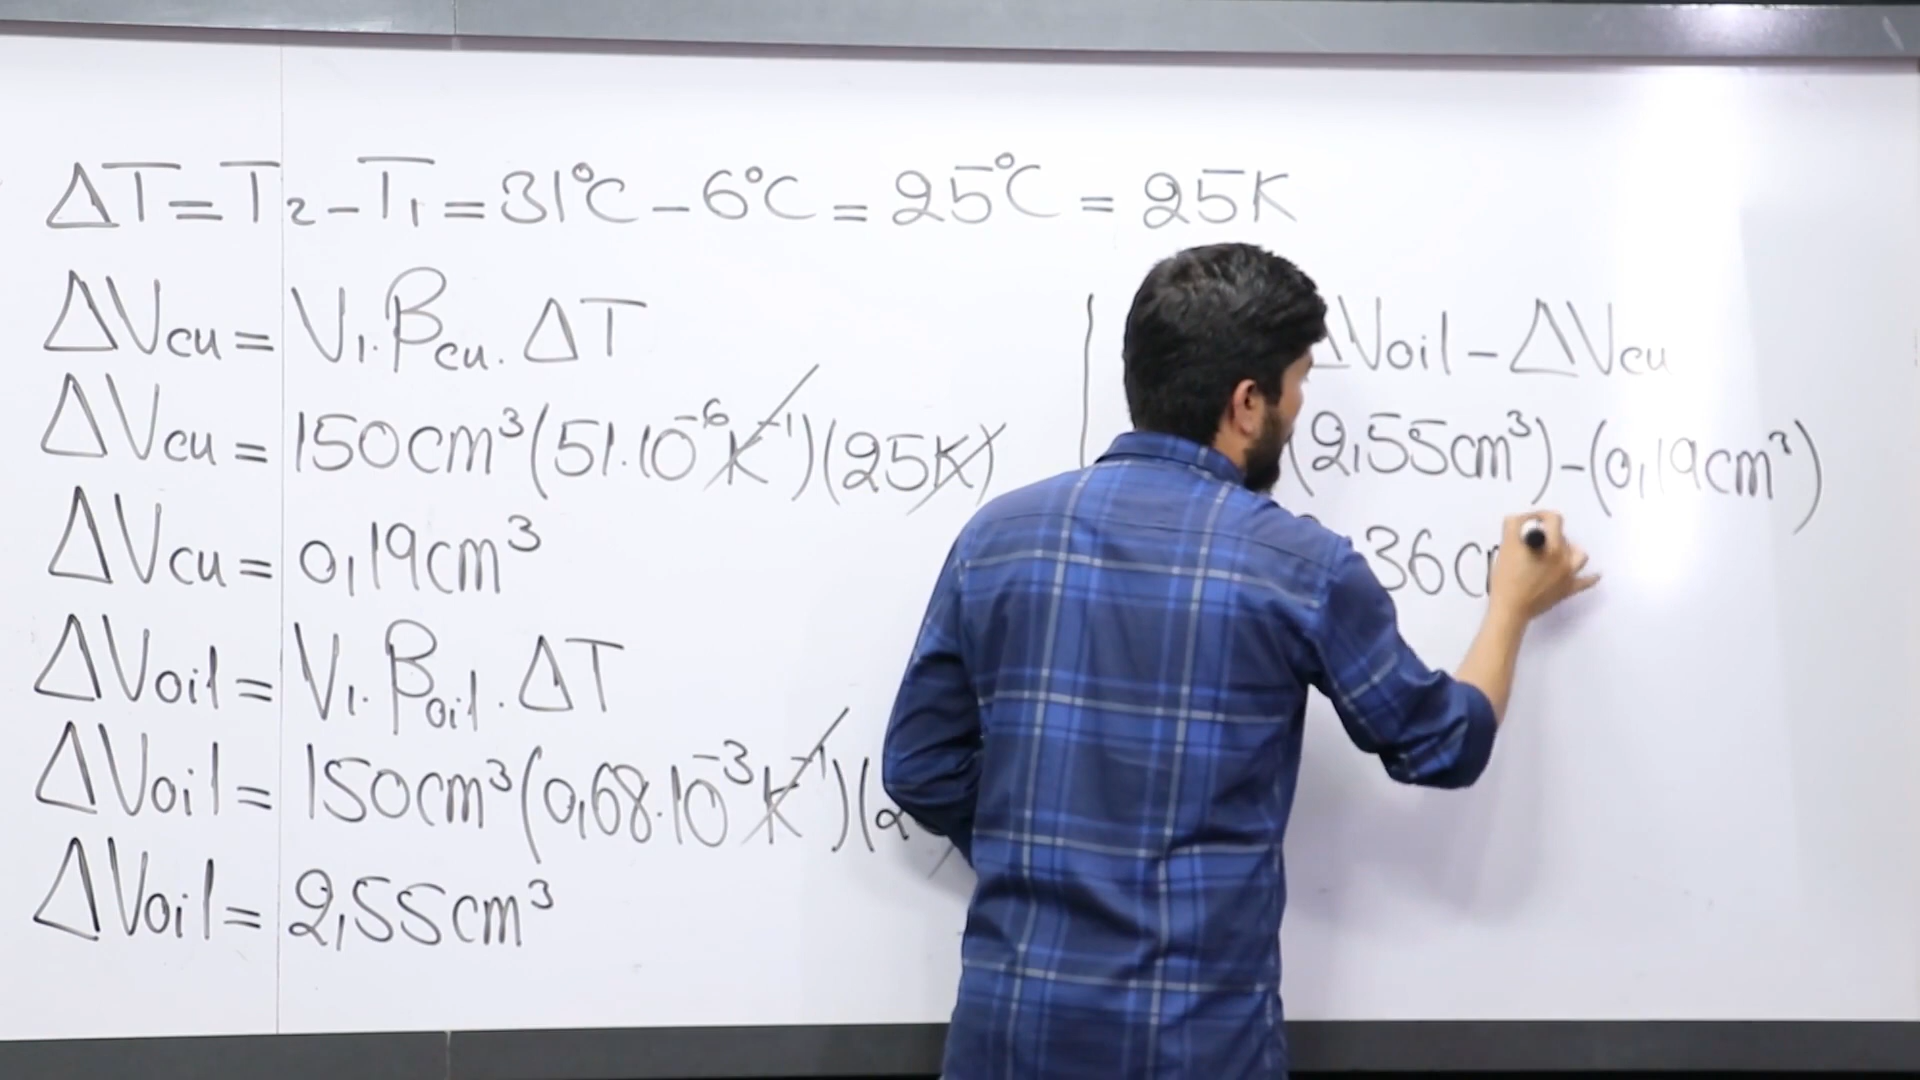 ΔT = T₂ - T₁ = 31°C - 6°C = 25°C = 25K
ΔVcu = V₁ · βcu · ΔT
ΔVcu = 150cm³(51·10⁻⁶K⁻¹)(25K)
ΔVcu = 0,19cm³
ΔVoil = V₁ · βoil · ΔT
ΔVoil = 150cm³(0,68·10⁻³K⁻¹)(2
ΔVoil = 2,55cm³
ΔVoil - ΔVcu
(2,55cm³) - (0,19cm³)
36c